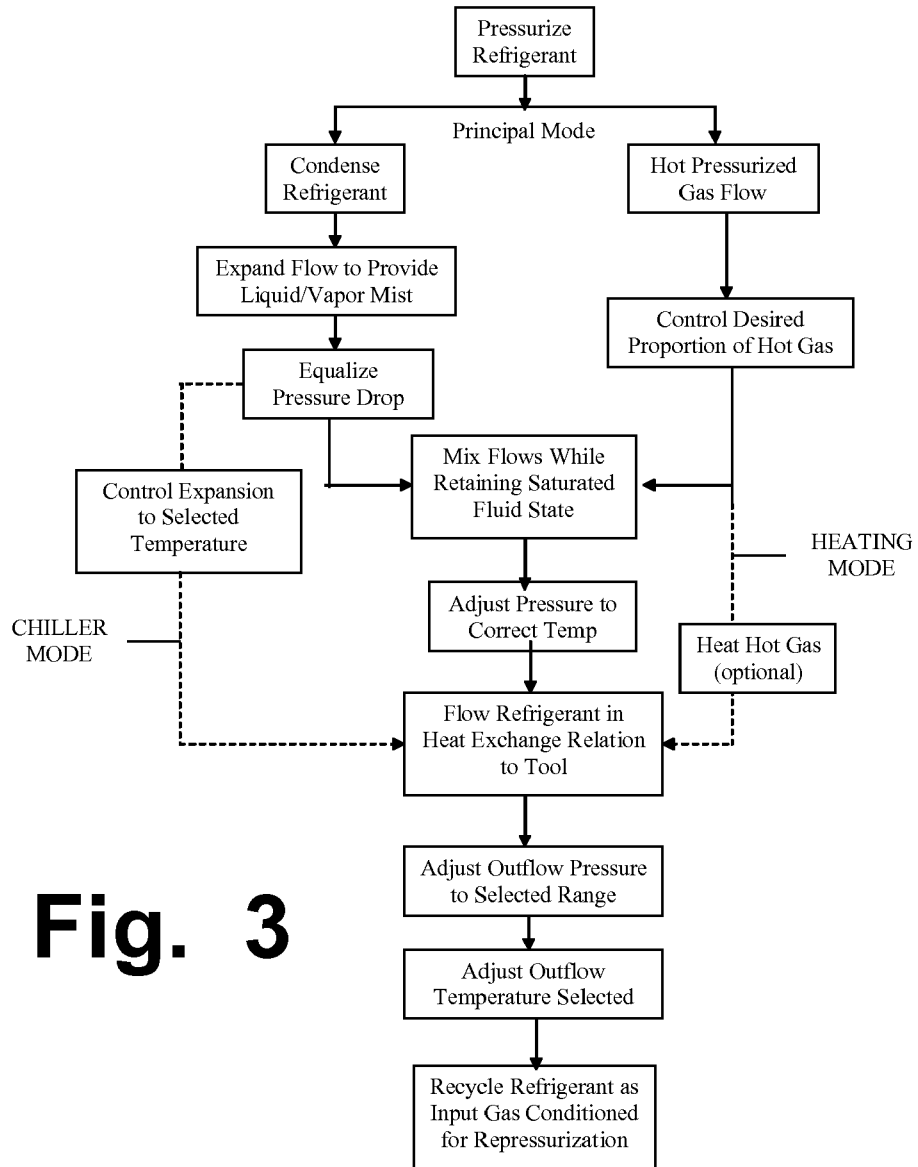 Pressurize
Refrigerant
Principal Mode
Condense
Refrigerant
Hot Pressurized
Gas Flow
Expand Flow to Provide
Liquid/Vapor Mist
Control Desired
Proportion of Hot Gas
Equalize
Pressure Drop
Mix Flows While
Retaining Saturated
Fluid State
Control Expansion
to Selected
Temperature
HEATING
MODE
Adjust Pressure to
Correct Temp
CHILLER
MODE
Heat Hot Gas
(optional)
Flow Refrigerant in
Heat Exchange Relation
to Tool
Adjust Outflow Pressure
to Selected Range
Fig. 3
Adjust Outflow
Temperature Selected
Recycle Refrigerant as
Input Gas Conditioned
for Repressurization